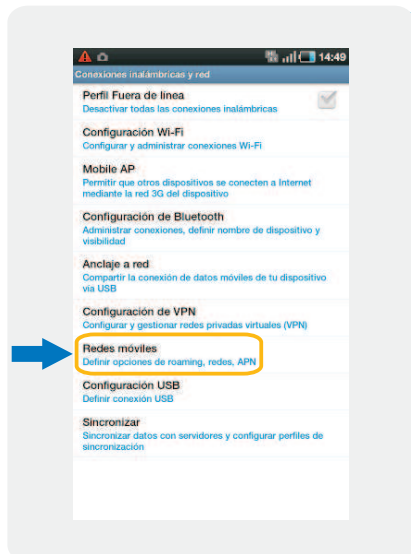 14:49
Conexiones inalámbricas y red
Perfil Fuera de línea
Desactivar todas las conexiones inalámbricas
Configuración Wi-Fi
Configurar y administrar conexiones Wi-Fi
Mobile AP
Permitir que otros dispositivos se conecten a Internet
mediante la red 3G del dispositivo
Configuración de Bluetooth
Administrar conexiones, definir nombre de dispositivo y
visibilidad
Anclaje a red
Compartir la conexión de datos móviles de tu dispositivo
via USB
Configuración de VPN
Configurar y gestionar redes privadas virtuales (VPN)
Redes móviles
Definir opciones de roaming, redes, APN
Configuración USB
Definir conexión USB
Sincronizar
Sincronizar datos con servidores y configurar perfiles de
sincronización